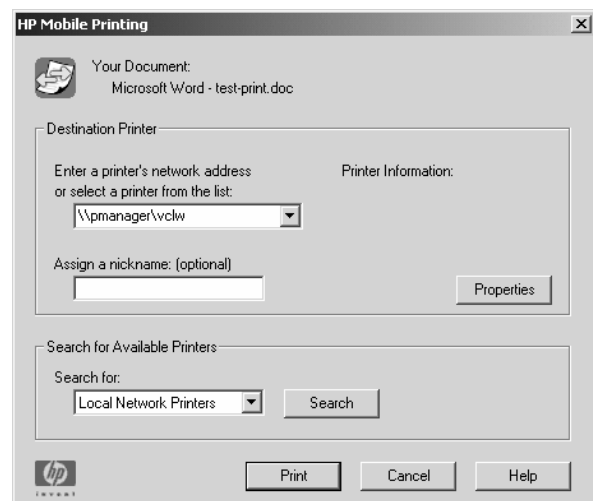 HP Mobile Printing
Your Document:
Microsoft Word - test-print.doc
Destination Printer
Enter a printer's network address
or select a printer from the list:
Printer Information:
\\pmanager\vclw
Assign a nickname: (optional)
Properties
Search for Available Printers
Search for:
Local Network Printers
Search
hp
invent
Print
Cancel
Help